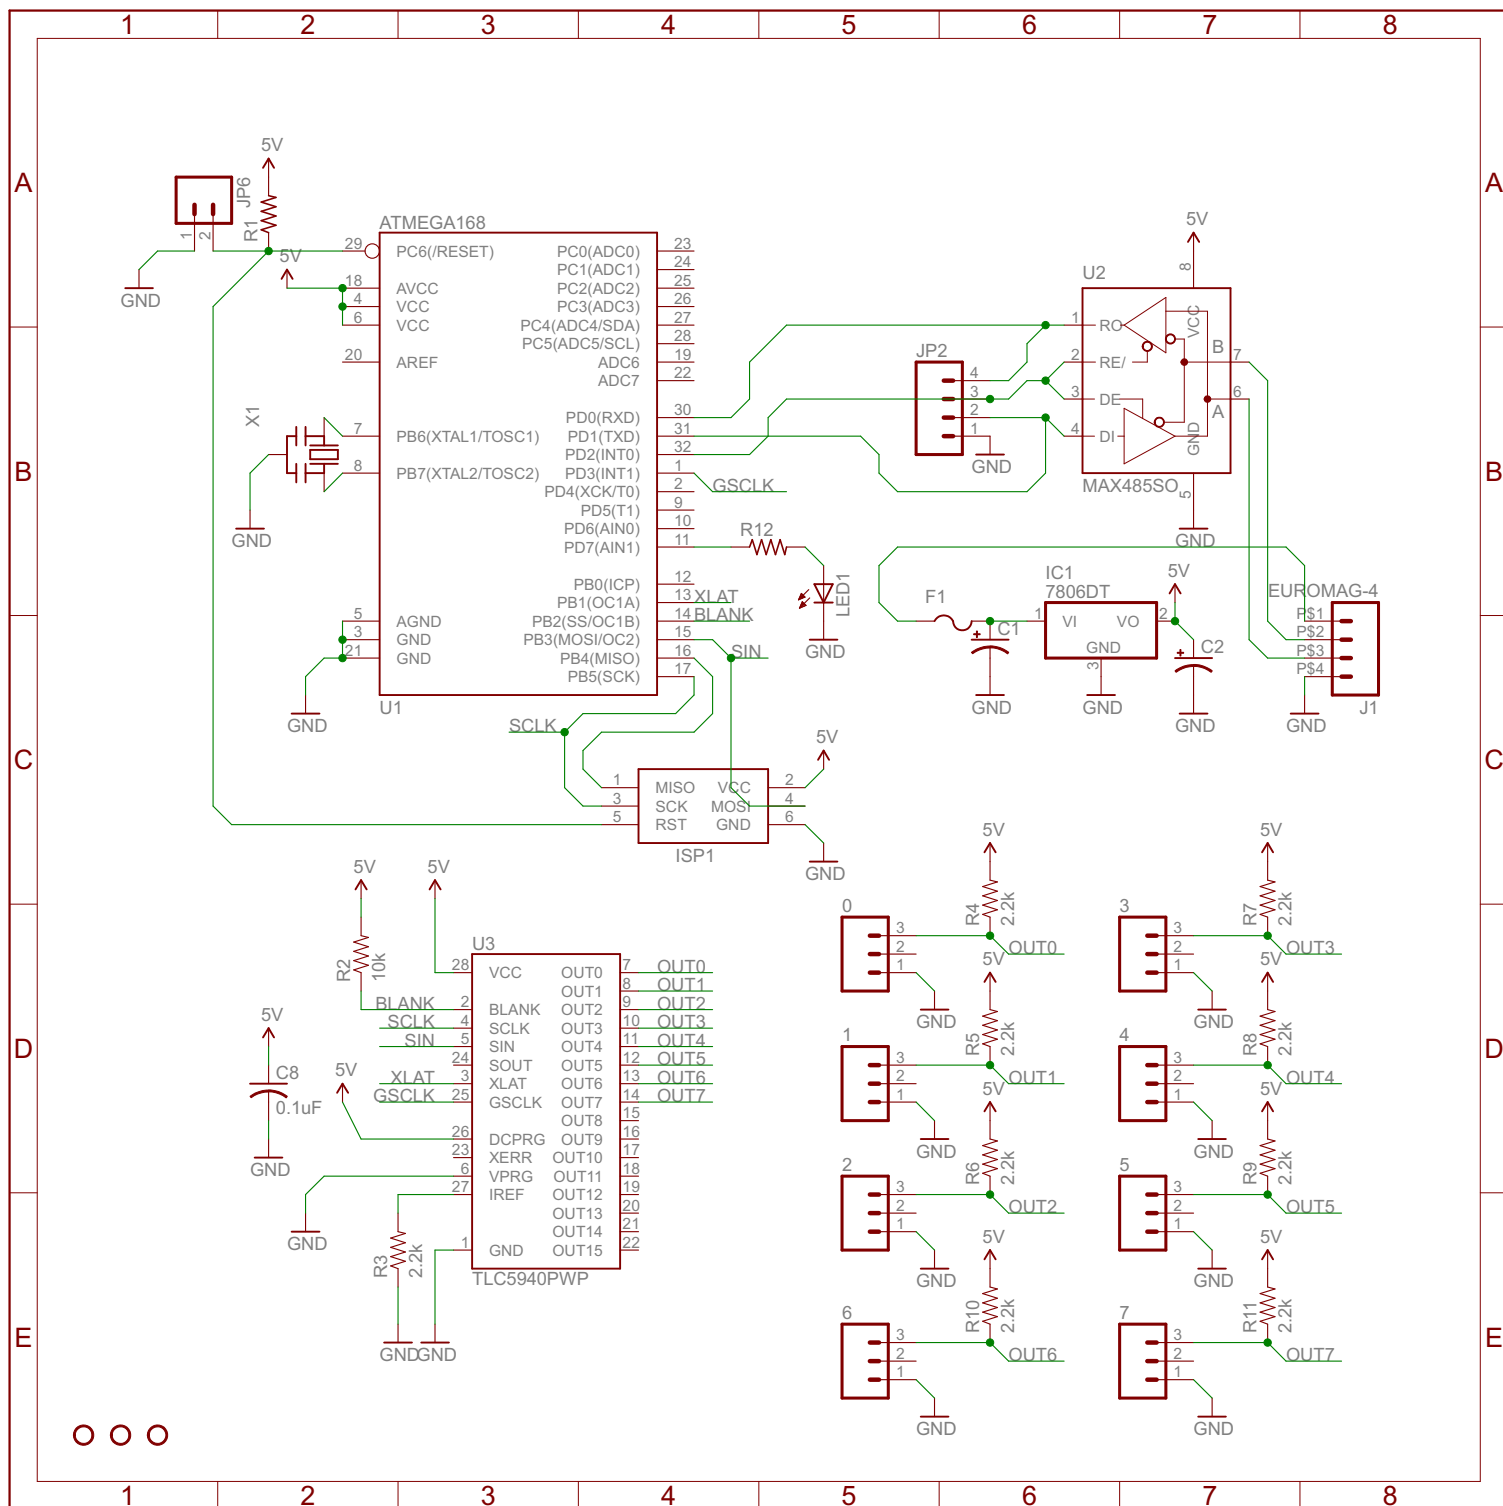 1 2 3 4 5 6 7 8
A
A
5V
JP6
R1
1
2
GND
5V
ATMEGA168
29 PC6(/RESET)
18 AVCC
4 VCC
6 VCC
20 AREF
7 PB6(XTAL1/TOSC1)
8 PB7(XTAL2/TOSC2)
5 AGND
3 GND
21 GND
PC0(ADC0) 23
PC1(ADC1) 24
PC2(ADC2) 25
PC3(ADC3) 26
PC4(ADC4/SDA) 27
PC5(ADC5/SCL) 28
ADC6 19
ADC7 22
PD0(RXD) 30
PD1(TXD) 31
PD2(INT0) 32
PD3(INT1) 1
PD4(XCK/T0) 2
PD5(T1) 9
PD6(AIN0) 10
PD7(AIN1) 11
PB0(ICP) 12
PB1(OC1A) 13
PB2(SS/OC1B) 14
PB3(MOSI/OC2) 15
PB4(MISO) 16
PB5(SCK) 17
U1
X1
GND
GND
GSCLK
XLAT
BLANK
SIN
SCLK
R12
LED1
GND
JP2
4
3
2
1
GND
5V
8
U2
1 RO
2 RE/
3 DE
4 DI
VCC
B 7
A 6
GND
MAX485SO
5
GND
B
B
F1
C1
GND
IC1
7806DT
1 VI VO 2
GND
3
GND
5V
C2
GND
EUROMAG-4
P$1
P$2
P$3
P$4
J1
GND
C
C
5V
1 MISO VCC 2
3 SCK MOSI 4
5 RST GND 6
ISP1
GND
5V
5V
R2
10k
U3
28 VCC
2 BLANK
4 SCLK
5 SIN
24 SOUT
3 XLAT
25 GSCLK
26 DCPRG
23 XERR
6 VPRG
27 IREF
1 GND
OUT0 7 OUT0
OUT1 8 OUT1
OUT2 9 OUT2
OUT3 10 OUT3
OUT4 11 OUT4
OUT5 12 OUT5
OUT6 13 OUT6
OUT7 14 OUT7
OUT8 15
OUT9 16
OUT10 17
OUT11 18
OUT12 19
OUT13 20
OUT14 21
OUT15 22
TLC5940PWP
BLANK
SCLK
SIN
XLAT
GSCLK
5V
C8
0.1uF
GND
5V
GND
R3
2.2k
GND
GND
D
D
0
3
2
1
GND
5V
R4
2.2k
OUT0
3
3
2
1
GND
5V
R7
2.2k
OUT3
1
3
2
1
GND
5V
R5
2.2k
OUT1
4
3
2
1
GND
5V
R8
2.2k
OUT4
2
3
2
1
GND
5V
R6
2.2k
OUT2
5
3
2
1
GND
5V
R9
2.2k
OUT5
E
E
6
3
2
1
GND
5V
R10
2.2k
OUT6
7
3
2
1
GND
5V
R11
2.2k
OUT7
1 2 3 4 5 6 7 8